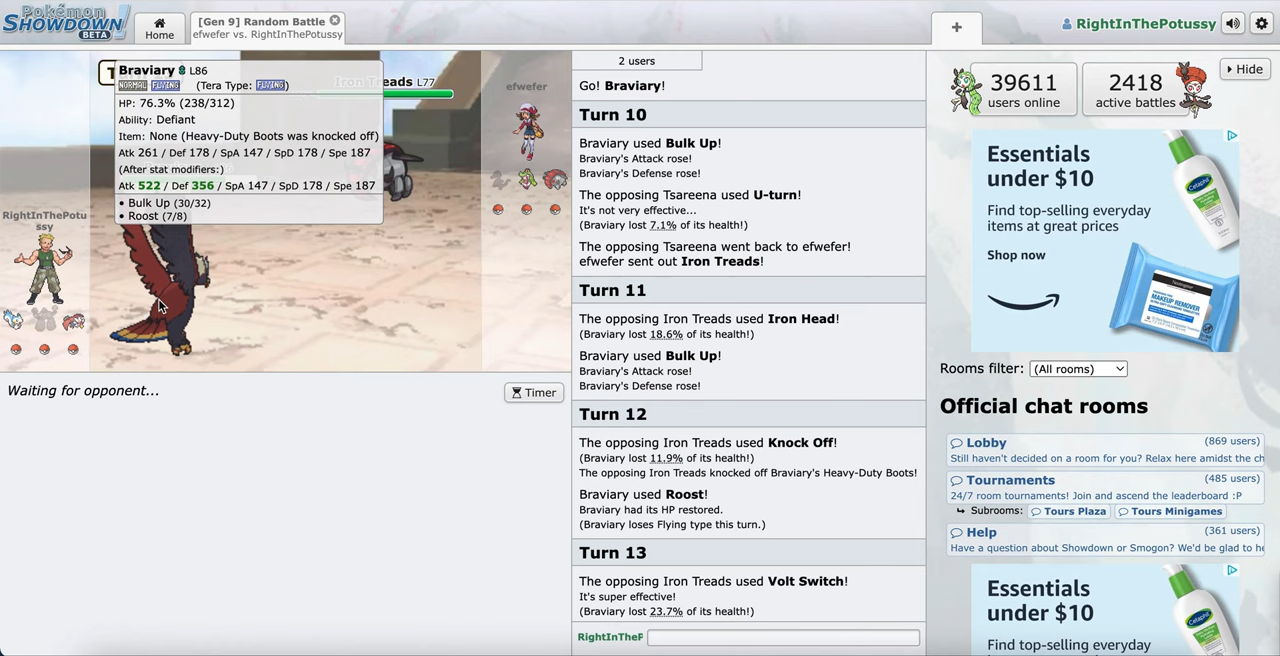 Pokémon
SHOWDOWN!
BETA
Home
[Gen 9] Random Battle
efwefer vs. RightInThePotussy
+
RightInThePotussy
Braviary L86
NORMAL FLYING (Tera Type: FLYING)
HP: 76.3% (238/312)
Ability: Defiant
Item: None (Heavy-Duty Boots was knocked off)
Atk 261 / Def 178 / SpA 147 / SpD 178 / Spe 187
(After stat modifiers:)
Atk 522 / Def 356 / SpA 147 / SpD 178 / Spe 187
• Bulk Up (30/32)
• Roost (7/8)
T
Iron Treads L77
efwefer
RightInThePotu
ssy
Waiting for opponent...
Timer
2 users
Go! Braviary!
Turn 10
Braviary used Bulk Up!
Braviary's Attack rose!
Braviary's Defense rose!
The opposing Tsareena used U-turn!
It's not very effective...
(Braviary lost 7.1% of its health!)
The opposing Tsareena went back to efwefer!
efwefer sent out Iron Treads!
Turn 11
The opposing Iron Treads used Iron Head!
(Braviary lost 18.6% of its health!)
Braviary used Bulk Up!
Braviary's Attack rose!
Braviary's Defense rose!
Turn 12
The opposing Iron Treads used Knock Off!
(Braviary lost 11.9% of its health!)
The opposing Iron Treads knocked off Braviary's Heavy-Duty Boots!
Braviary used Roost!
Braviary had its HP restored.
(Braviary loses Flying type this turn.)
Turn 13
The opposing Iron Treads used Volt Switch!
It's super effective!
(Braviary lost 23.7% of its health!)
RightInTheP
39611
users online
2418
active battles
Hide
Essentials
under $10
Find top-selling everyday
items at great prices
Shop now
Cetaphil
Neutrogena
MAKEUP REMOVER
Rooms filter: (All rooms)
Official chat rooms
Lobby (869 users)
Still haven't decided on a room for you? Relax here amidst the ch
Tournaments (485 users)
24/7 room tournaments! Join and ascend the leaderboard :P
Subrooms: Tours Plaza Tours Minigames
Help (361 users)
Have a question about Showdown or Smogon? We'd be glad to he
Essentials
under $10
Find top-selling everyday
Cetaphil